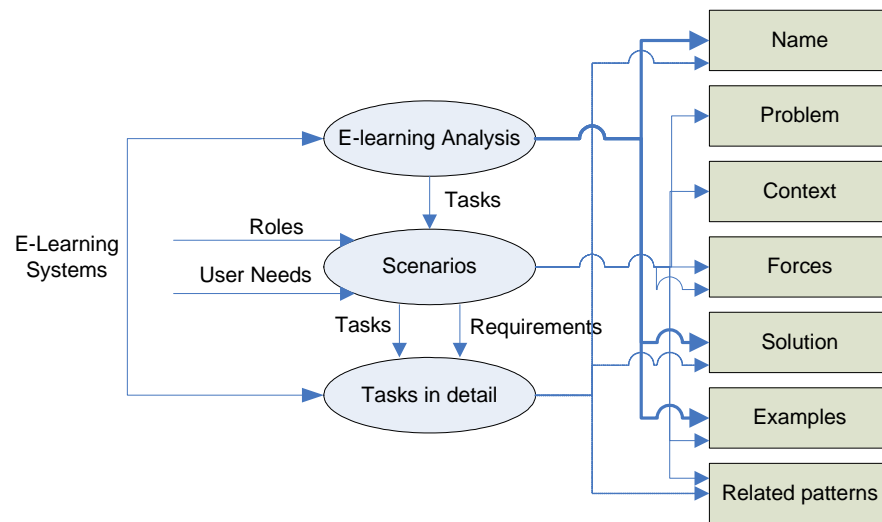 Name
Problem
E-learning Analysis
Tasks
Context
Roles
E-Learning
Systems
Scenarios
Forces
User Needs
Tasks
Requirements
Solution
Tasks in detail
Examples
Related patterns